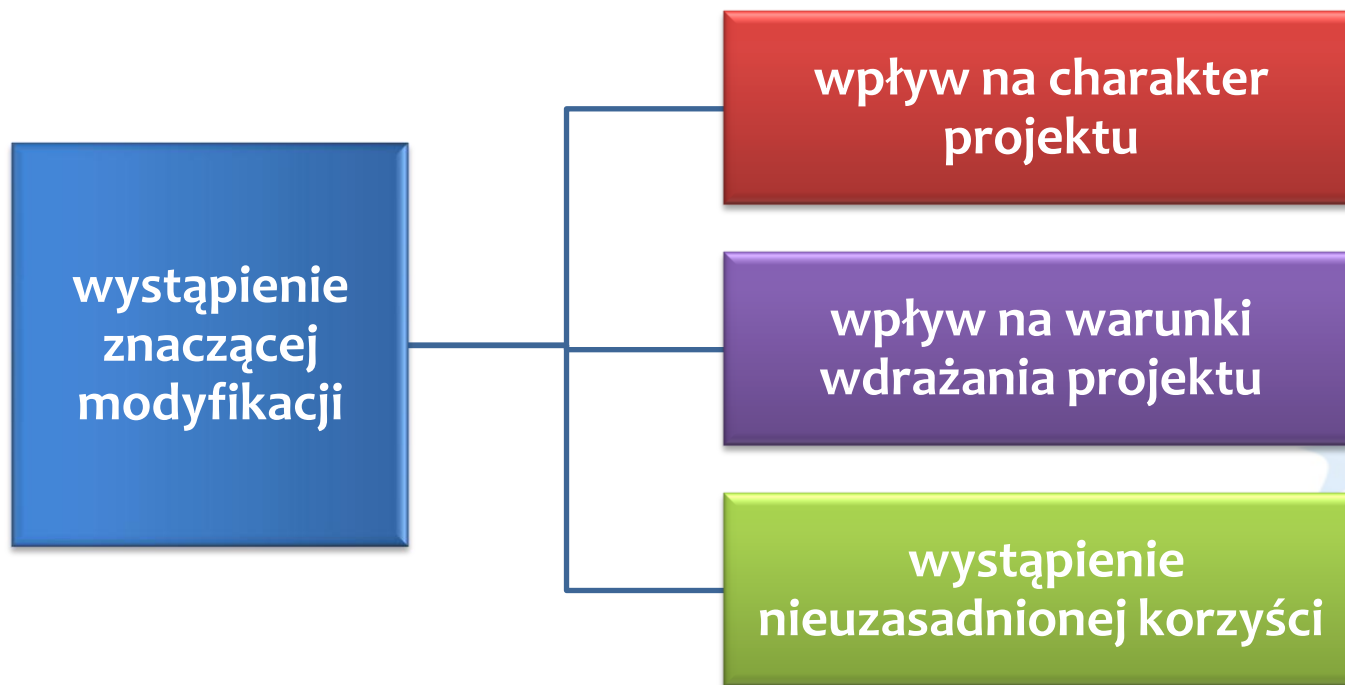 wystąpienie
znaczącej
modyfikacji
wpływ na charakter
projektu
wpływ na warunki
wdrażania projektu
wystąpienie
nieuzasadnionej korzyści